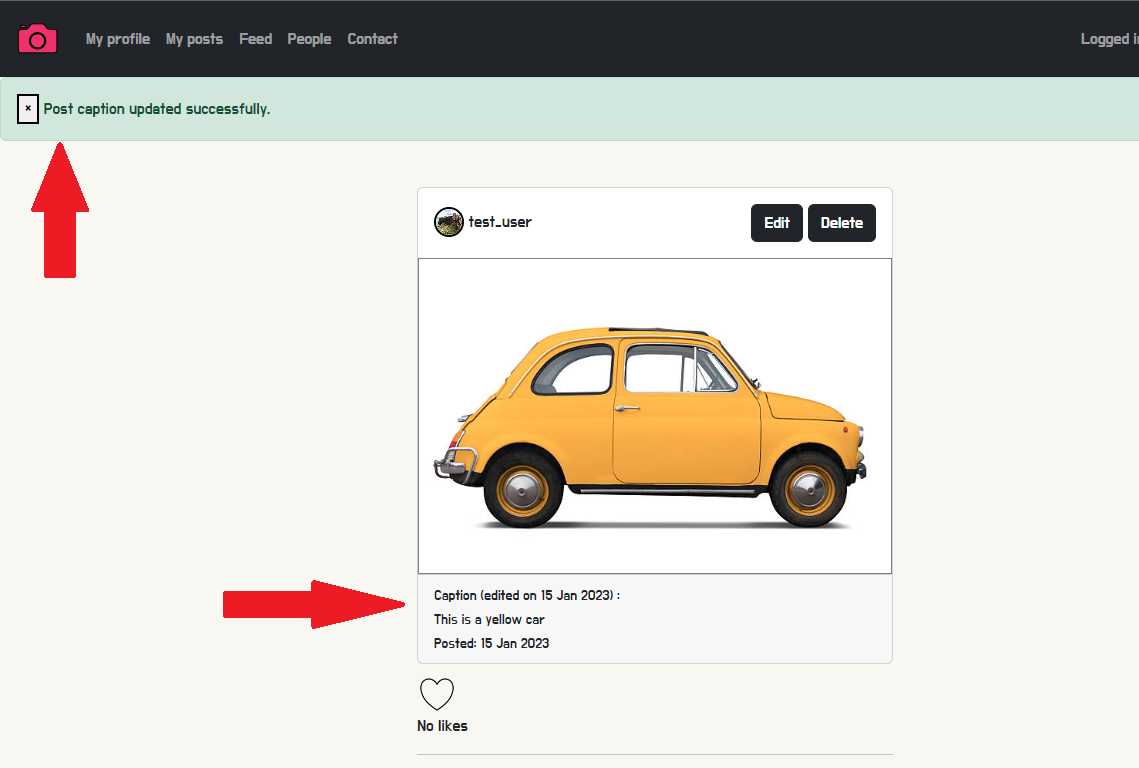 My profile My posts Feed People Contact Logged
× Post caption updated successfully.
test_user Edit Delete
Caption (edited on 15 Jan 2023) :
This is a yellow car
Posted: 15 Jan 2023
No likes